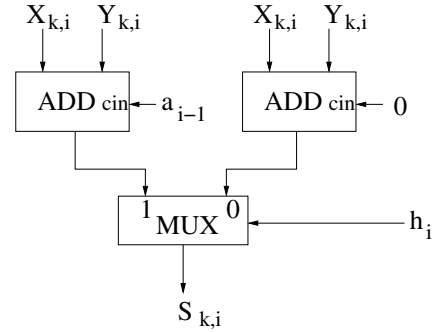 X_{k,i} Y_{k,i} X_{k,i} Y_{k,i}
ADD cin a_{i−1} ADD cin 0
1 0
MUX h_i
S_{k,i}